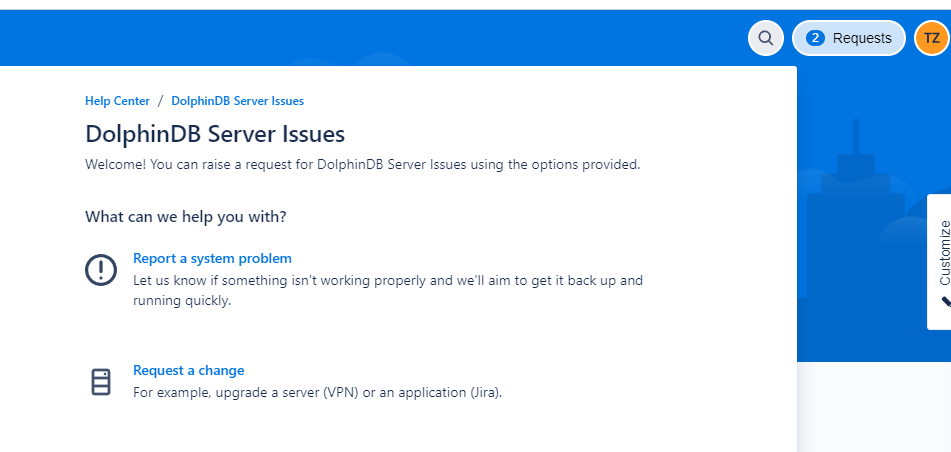 2 Requests
TZ
Help Center / DolphinDB Server Issues
DolphinDB Server Issues
Welcome! You can raise a request for DolphinDB Server Issues using the options provided.
What can we help you with?
Report a system problem
Let us know if something isn't working properly and we'll aim to get it back up and
running quickly.
Request a change
For example, upgrade a server (VPN) or an application (Jira).
Customize